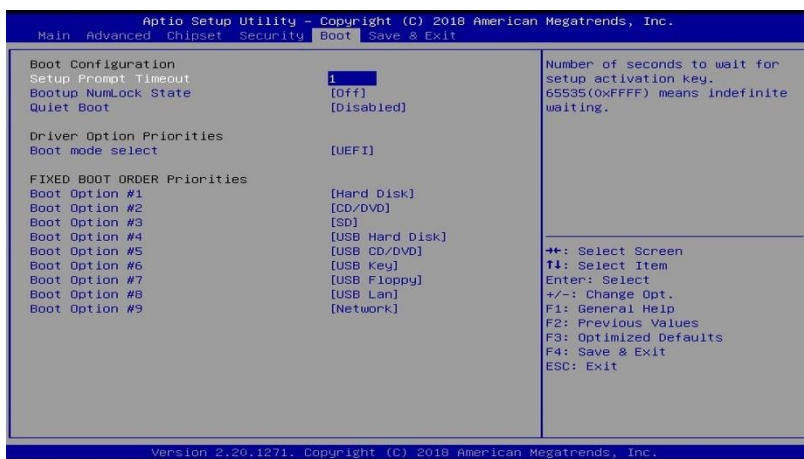 Aptio Setup Utility – Copyright (C) 2018 American Megatrends, Inc.
Main Advanced Chipset Security Boot Save & Exit
Boot Configuration
Setup Prompt Timeout 1
Bootup NumLock State [Off]
Quiet Boot [Disabled]
Driver Option Priorities
Boot mode select [UEFI]
FIXED BOOT ORDER Priorities
Boot Option #1 [Hard Disk]
Boot Option #2 [CD/DVD]
Boot Option #3 [SD]
Boot Option #4 [USB Hard Disk]
Boot Option #5 [USB CD/DVD]
Boot Option #6 [USB Key]
Boot Option #7 [USB Floppy]
Boot Option #8 [USB Lan]
Boot Option #9 [Network]
Number of seconds to wait for
setup activation key.
65535(0xFFFF) means indefinite
waiting.
→←: Select Screen
↑↓: Select Item
Enter: Select
+/-: Change Opt.
F1: General Help
F2: Previous Values
F3: Optimized Defaults
F4: Save & Exit
ESC: Exit
Version 2.20.1271. Copyright (C) 2018 American Megatrends, Inc.